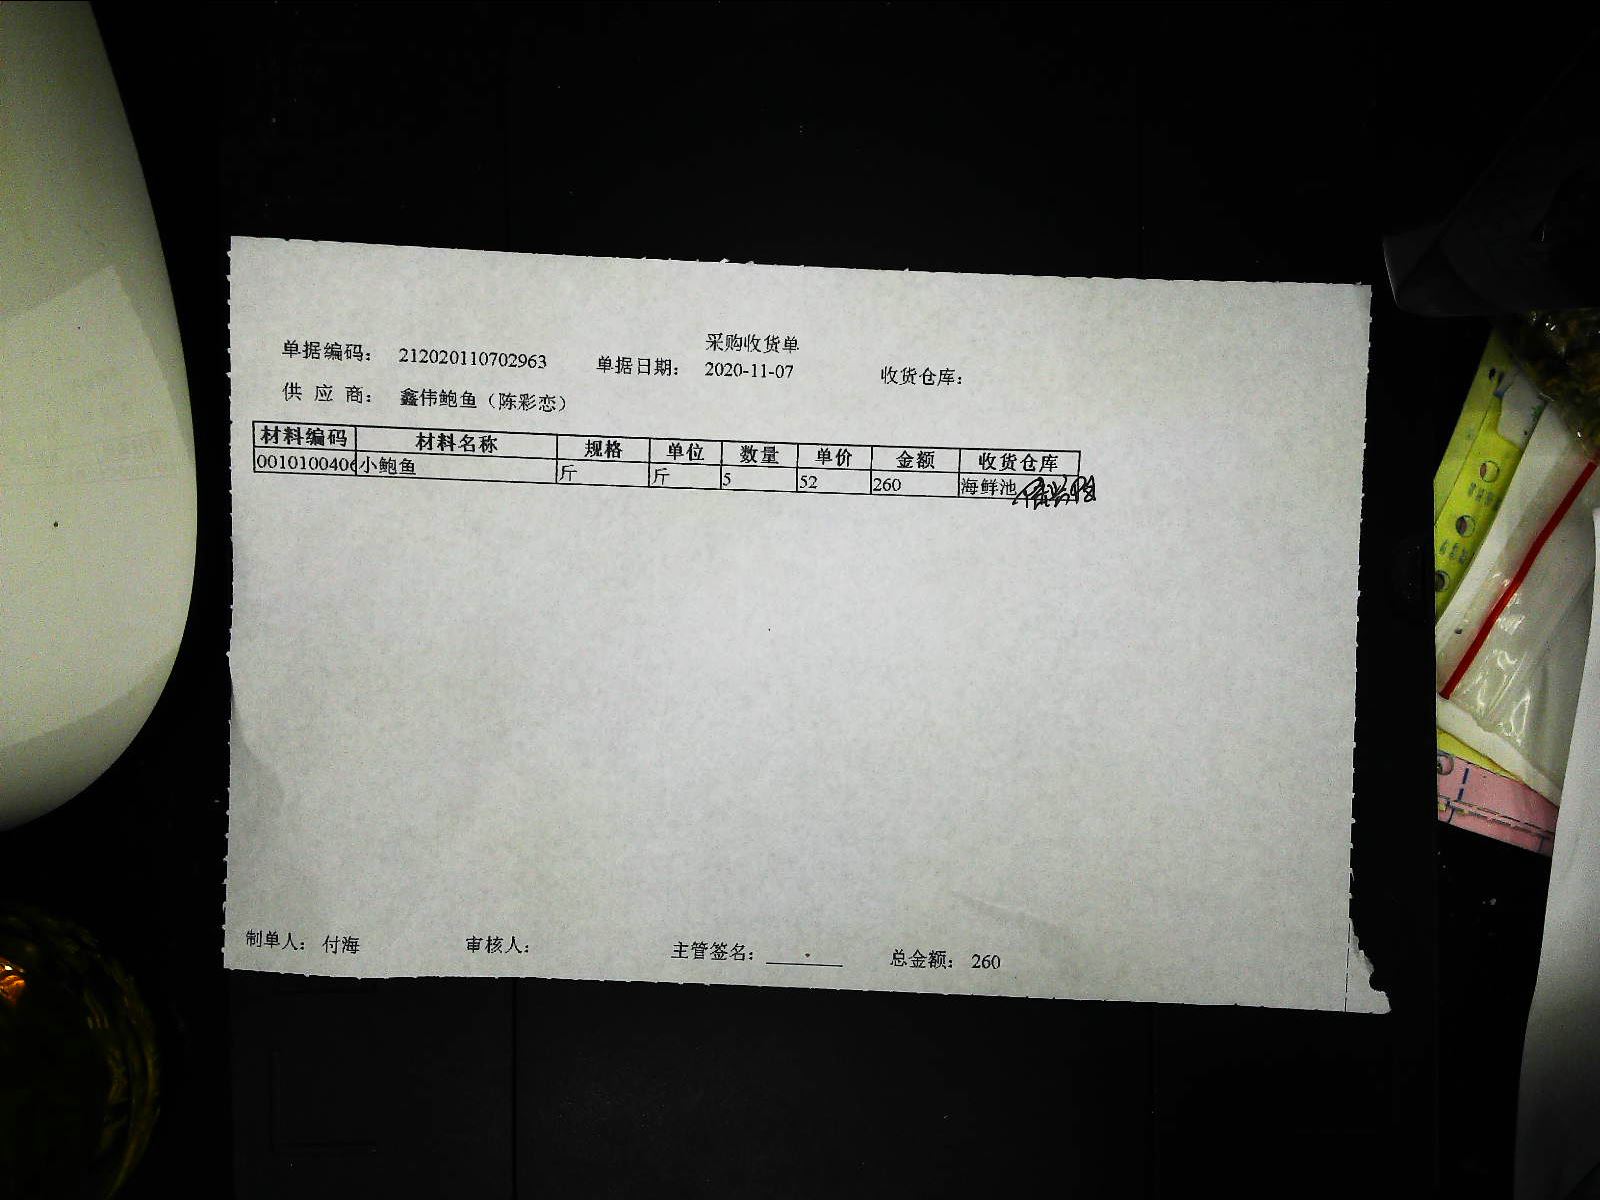 采购收货单
单据编码： 212020110702963 单据日期： 2020-11-07 收货仓库：
供 应 商： 鑫伟鲍鱼（陈彩恋）
材料编码 材料名称 规格 单位 数量 单价 金额 收货仓库
0010100406 小鲍鱼 斤 斤 5 52 260 海鲜池
制单人： 付海 审核人： 主管签名： 总金额： 260